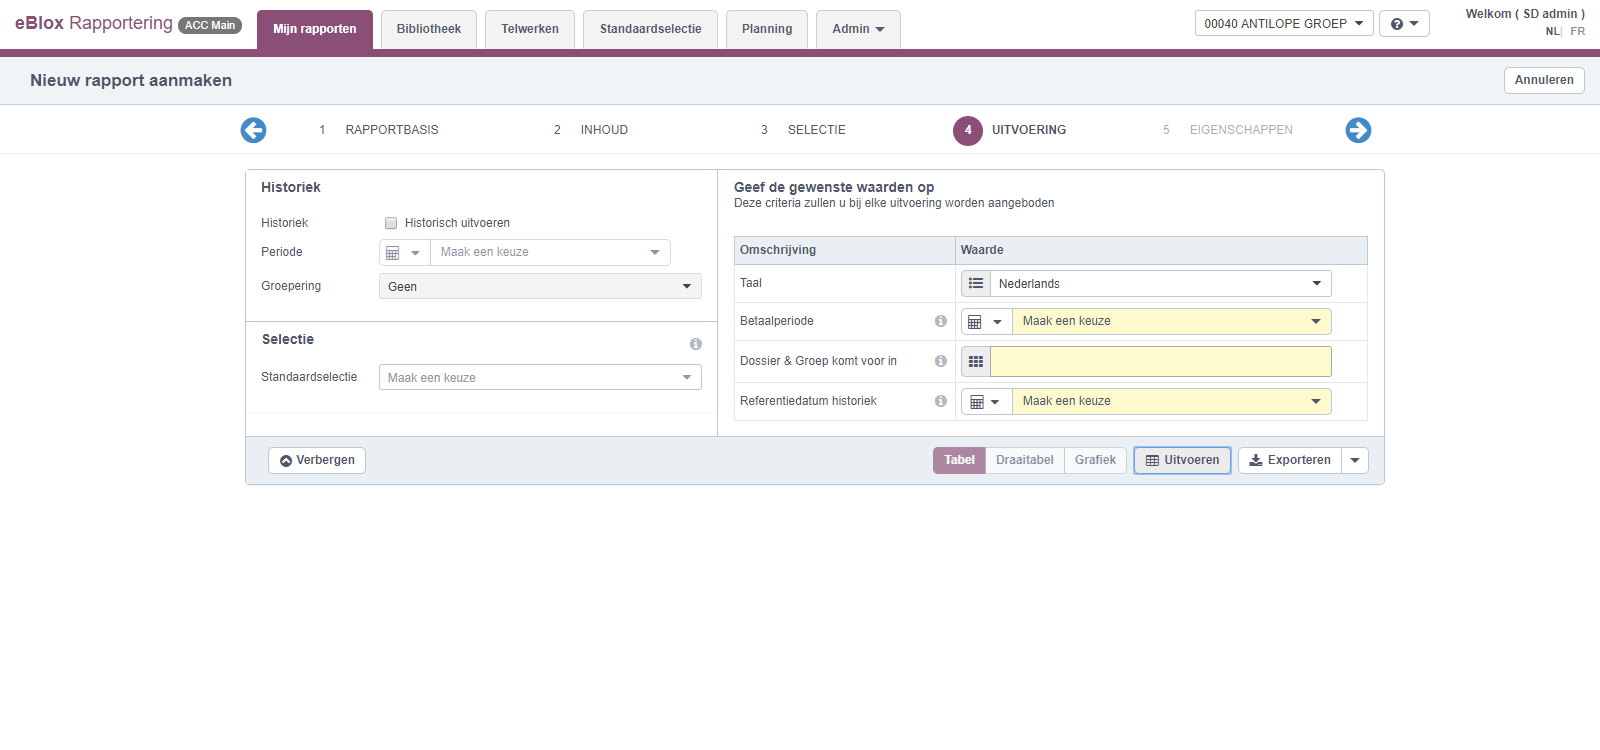 eBlox Rapportering ACC Main
Mijn rapporten
Bibliotheek
Telwerken
Standaardselectie
Planning
Admin
00040 ANTILOPE GROEP
Welkom ( SD admin )
NL| FR
Nieuw rapport aanmaken
Annuleren
1 RAPPORTBASIS
2 INHOUD
3 SELECTIE
4 UITVOERING
5 EIGENSCHAPPEN
Historiek
Historiek Historisch uitvoeren
Periode Maak een keuze
Groepering Geen
Selectie
Standaardselectie Maak een keuze
Geef de gewenste waarden op
Deze criteria zullen u bij elke uitvoering worden aangeboden
Omschrijving Waarde
Taal Nederlands
Betaalperiode Maak een keuze
Dossier & Groep komt voor in
Referentiedatum historiek Maak een keuze
Verbergen
Tabel Draaitabel Grafiek Uitvoeren Exporteren